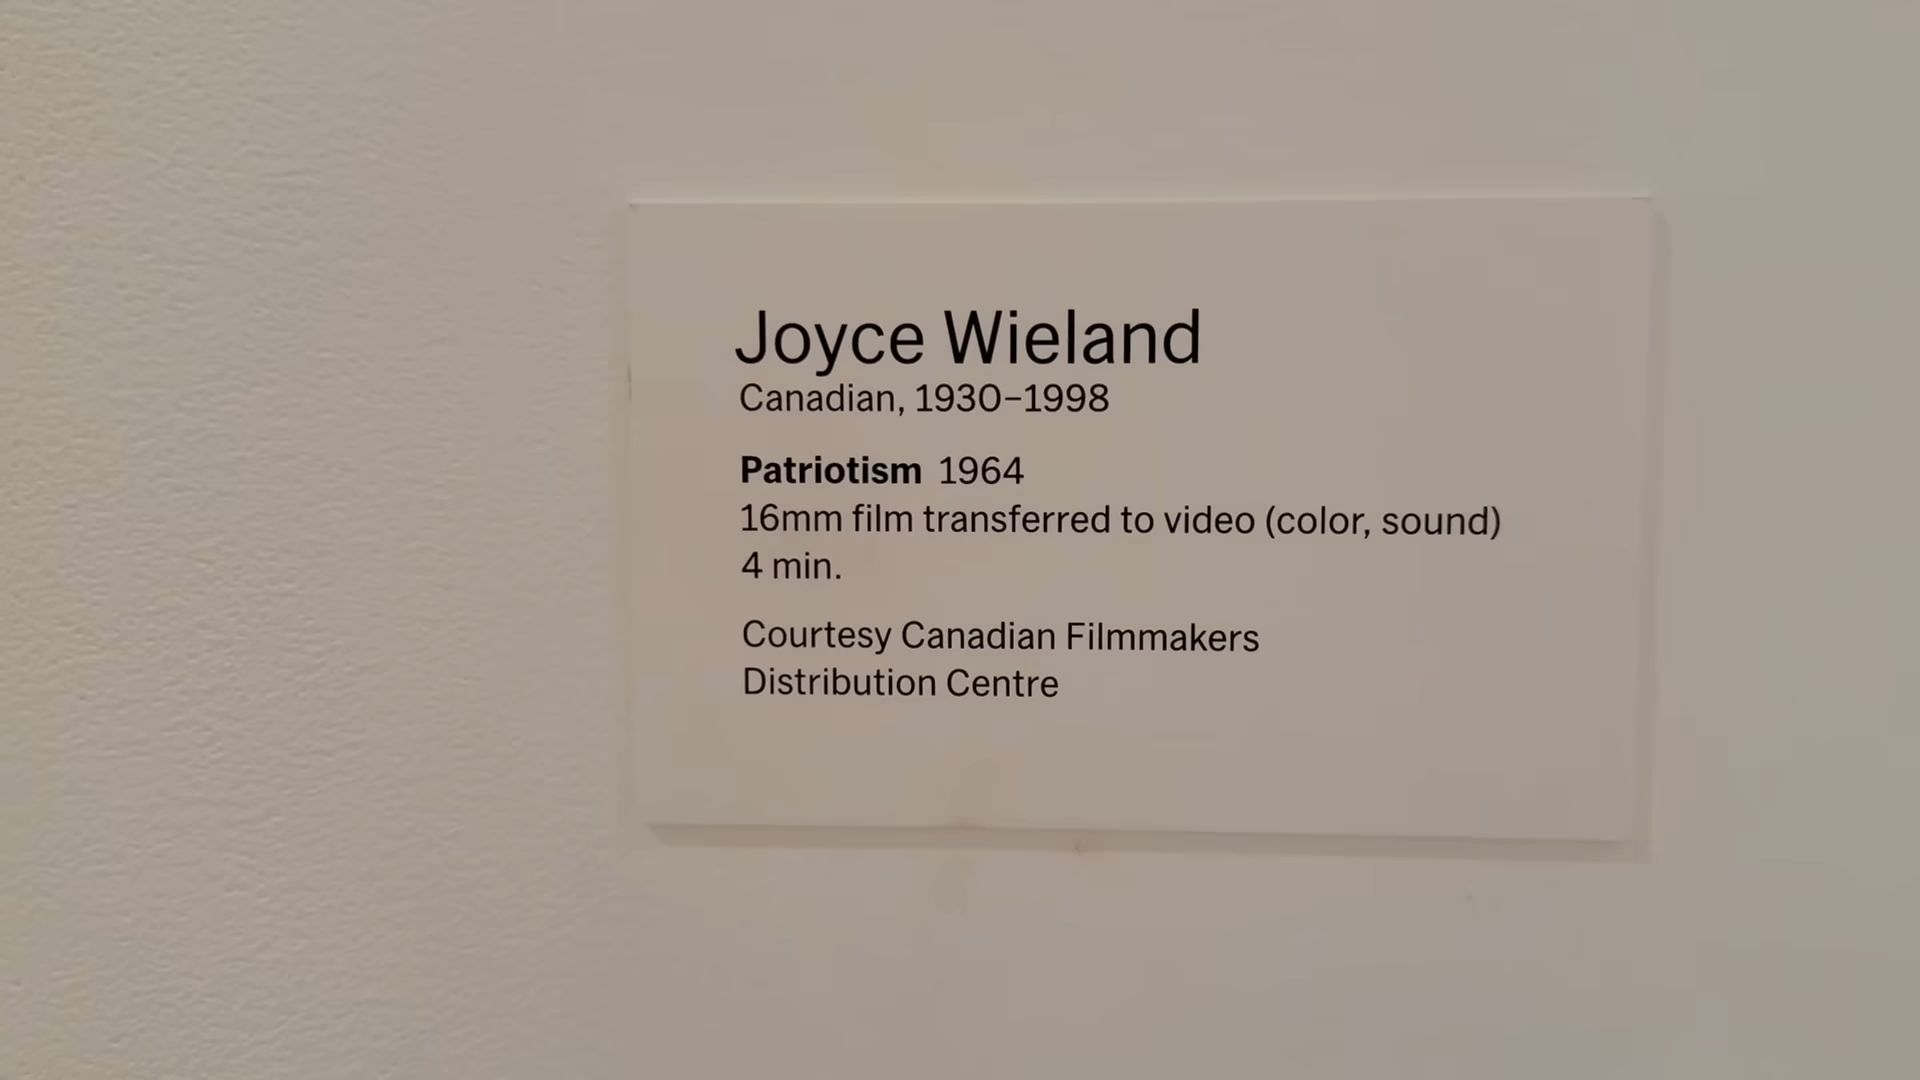 Joyce Wieland
Canadian, 1930–1998
Patriotism 1964
16mm film transferred to video (color, sound)
4 min.
Courtesy Canadian Filmmakers
Distribution Centre